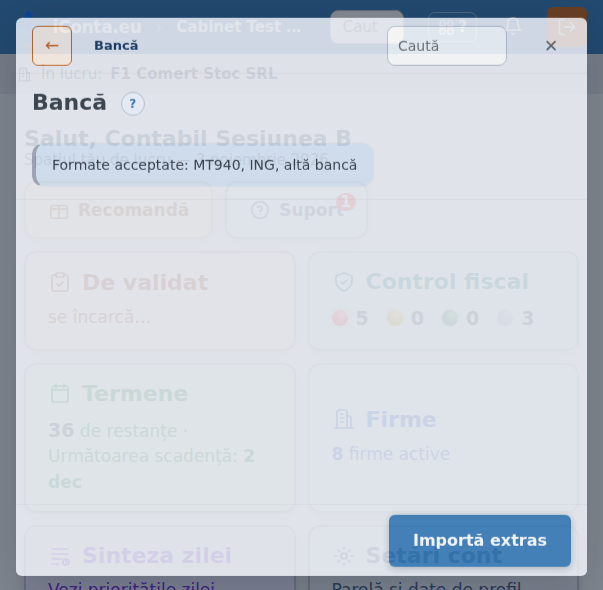 iConta.eu Cabinet Test ... Caut ?
← Bancă Caută ×
În lucru: F1 Comert Stoc SRL
Bancă ?
Salut, Contabil Sesiunea B
Formate acceptate: MT940, ING, altă bancă
Recomandă Suport 1
De validat
se încarcă...
Control fiscal
5 0 0 3
Termene
36 de restanțe ·
Următoarea scadență: 2
dec
Firme
8 firme active
Importă extras
Sinteza zilei
Vezi prioritățile zilei
Setări cont
Parolă și date de profil